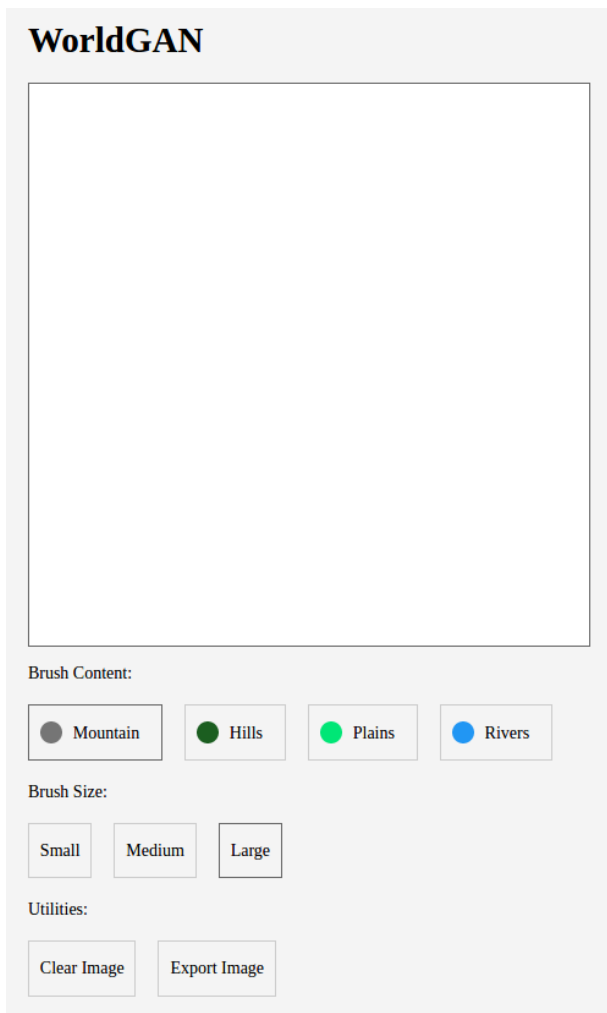 WorldGAN
Brush Content:
Mountain Hills Plains Rivers
Brush Size:
Small Medium Large
Utilities:
Clear Image Export Image